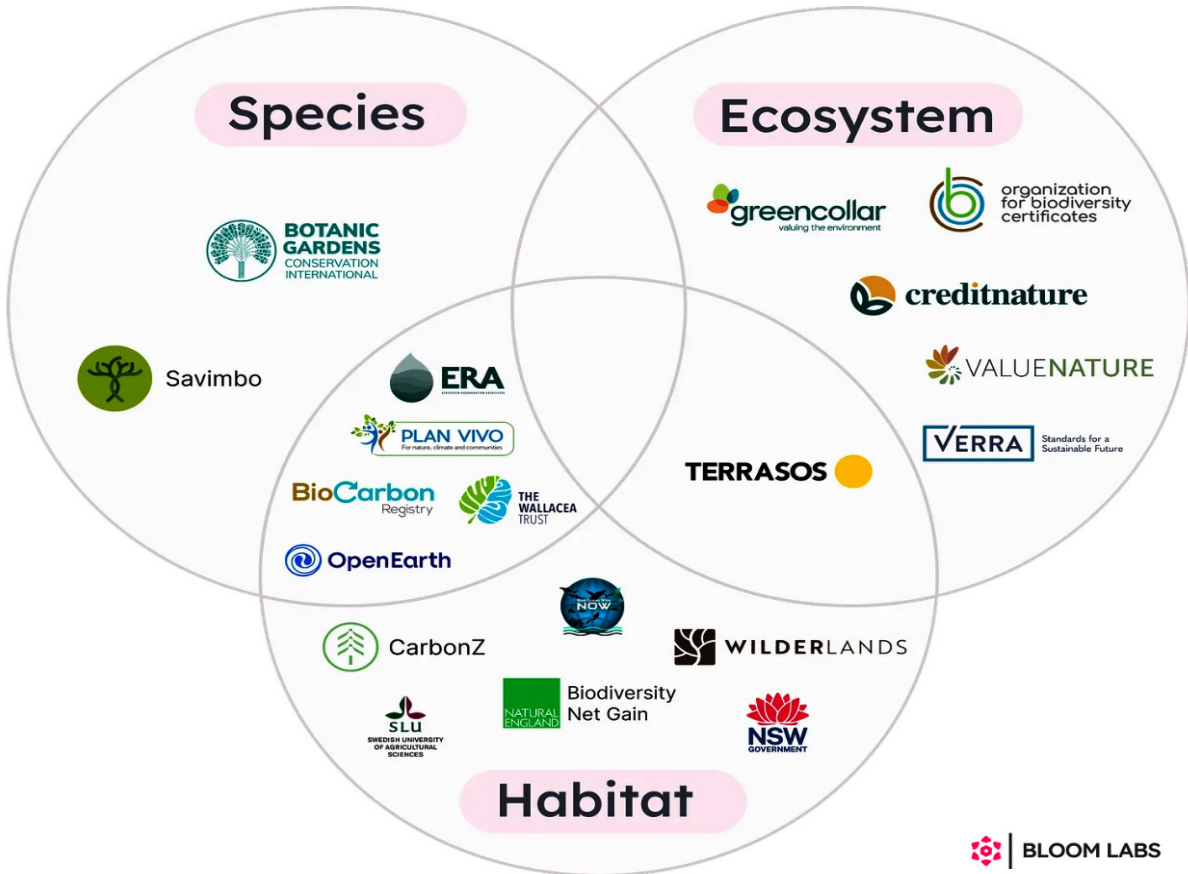 Species
Ecosystem
BOTANIC
GARDENS
CONSERVATION
INTERNATIONAL
greencollar
valuing the environment
organization
for biodiversity
certificates
creditnature
Savimbo
ERA
VALUENATURE
PLAN VIVO
For nature, climate and communities
VERRA
Standards for a
Sustainable Future
TERRASOS
BioCarbon
Registry
THE
WALLACEA
TRUST
OpenEarth
NOW
CarbonZ
WILDERLANDS
SLU
SWEDISH UNIVERSITY
OF AGRICULTURAL
SCIENCES
NATURAL
ENGLAND
Biodiversity
Net Gain
NSW
GOVERNMENT
Habitat
BLOOM LABS